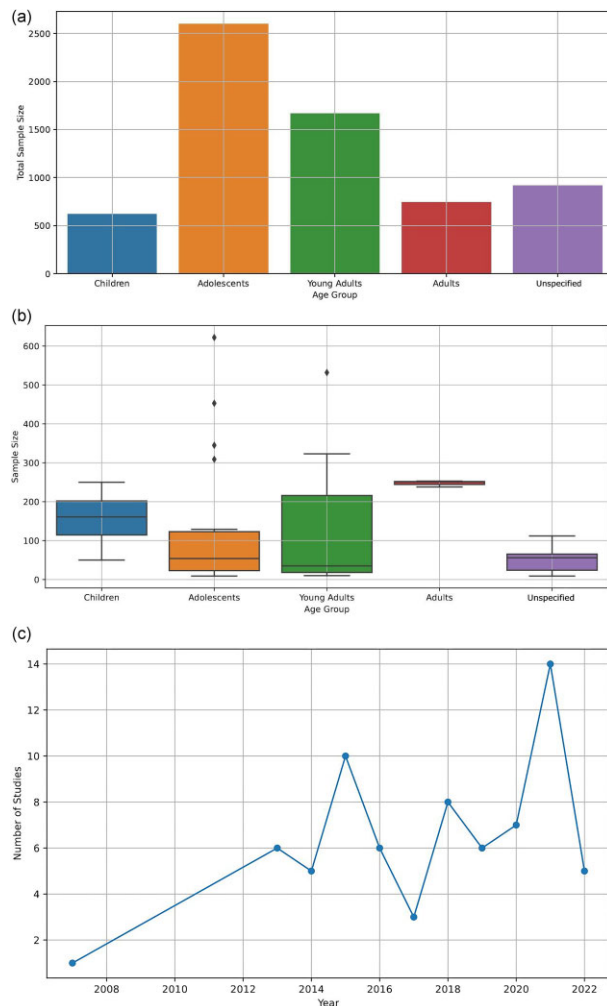 (a)
Total Sample Size
2500
2000
1500
1000
500
0
Children Adolescents Young Adults Adults Unspecified
Age Group
(b)
Sample Size
600
500
400
300
200
100
0
Children Adolescents Young Adults Adults Unspecified
Age Group
(c)
Number of Studies
14
12
10
8
6
4
2
2008 2010 2012 2014 2016 2018 2020 2022
Year